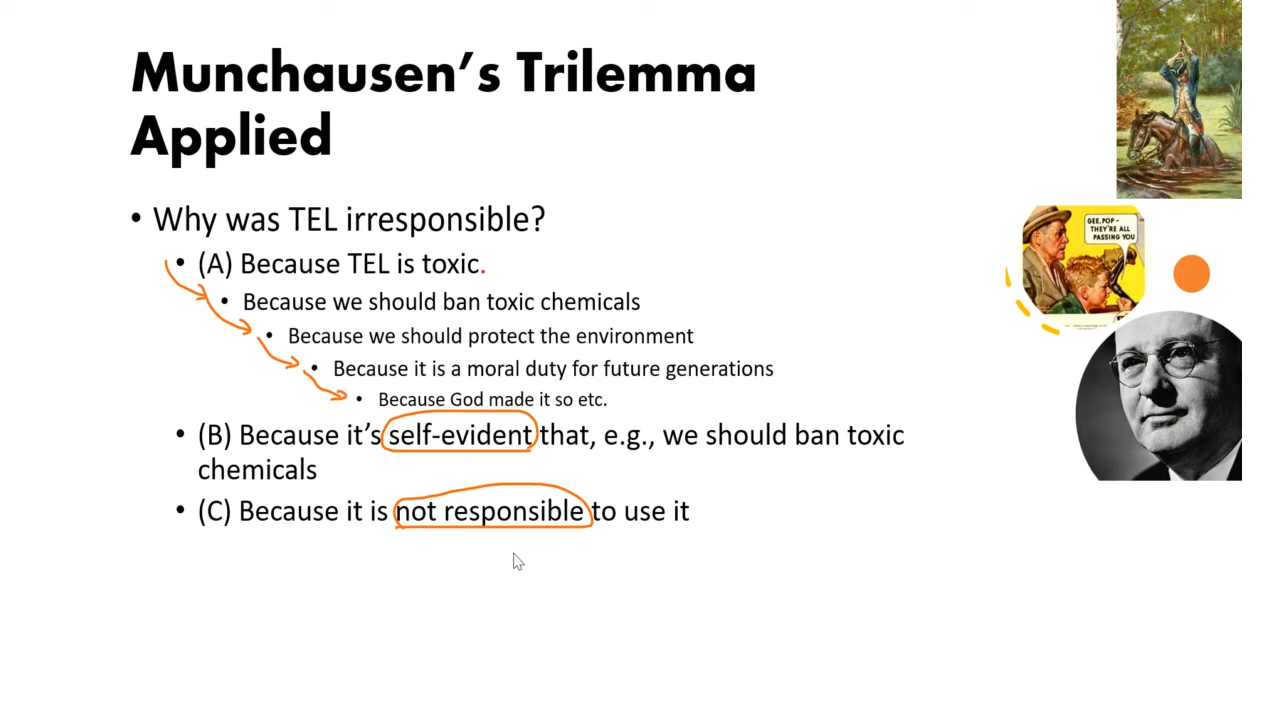 Munchausen’s Trilemma
Applied
• Why was TEL irresponsible?
• (A) Because TEL is toxic.
• Because we should ban toxic chemicals
• Because we should protect the environment
• Because it is a moral duty for future generations
• Because God made it so etc.
• (B) Because it’s self-evident that, e.g., we should ban toxic
chemicals
• (C) Because it is not responsible to use it
GEE, POP –
THEY'RE ALL
PASSING YOU